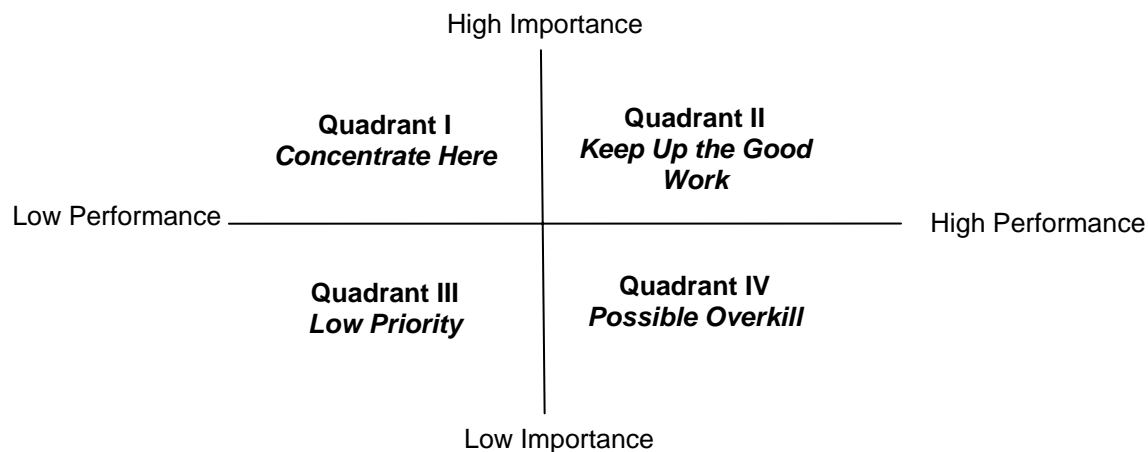 High Importance
Quadrant I
Concentrate Here
Quadrant II
Keep Up the Good
Work
Low Performance
High Performance
Quadrant III
Low Priority
Quadrant IV
Possible Overkill
Low Importance